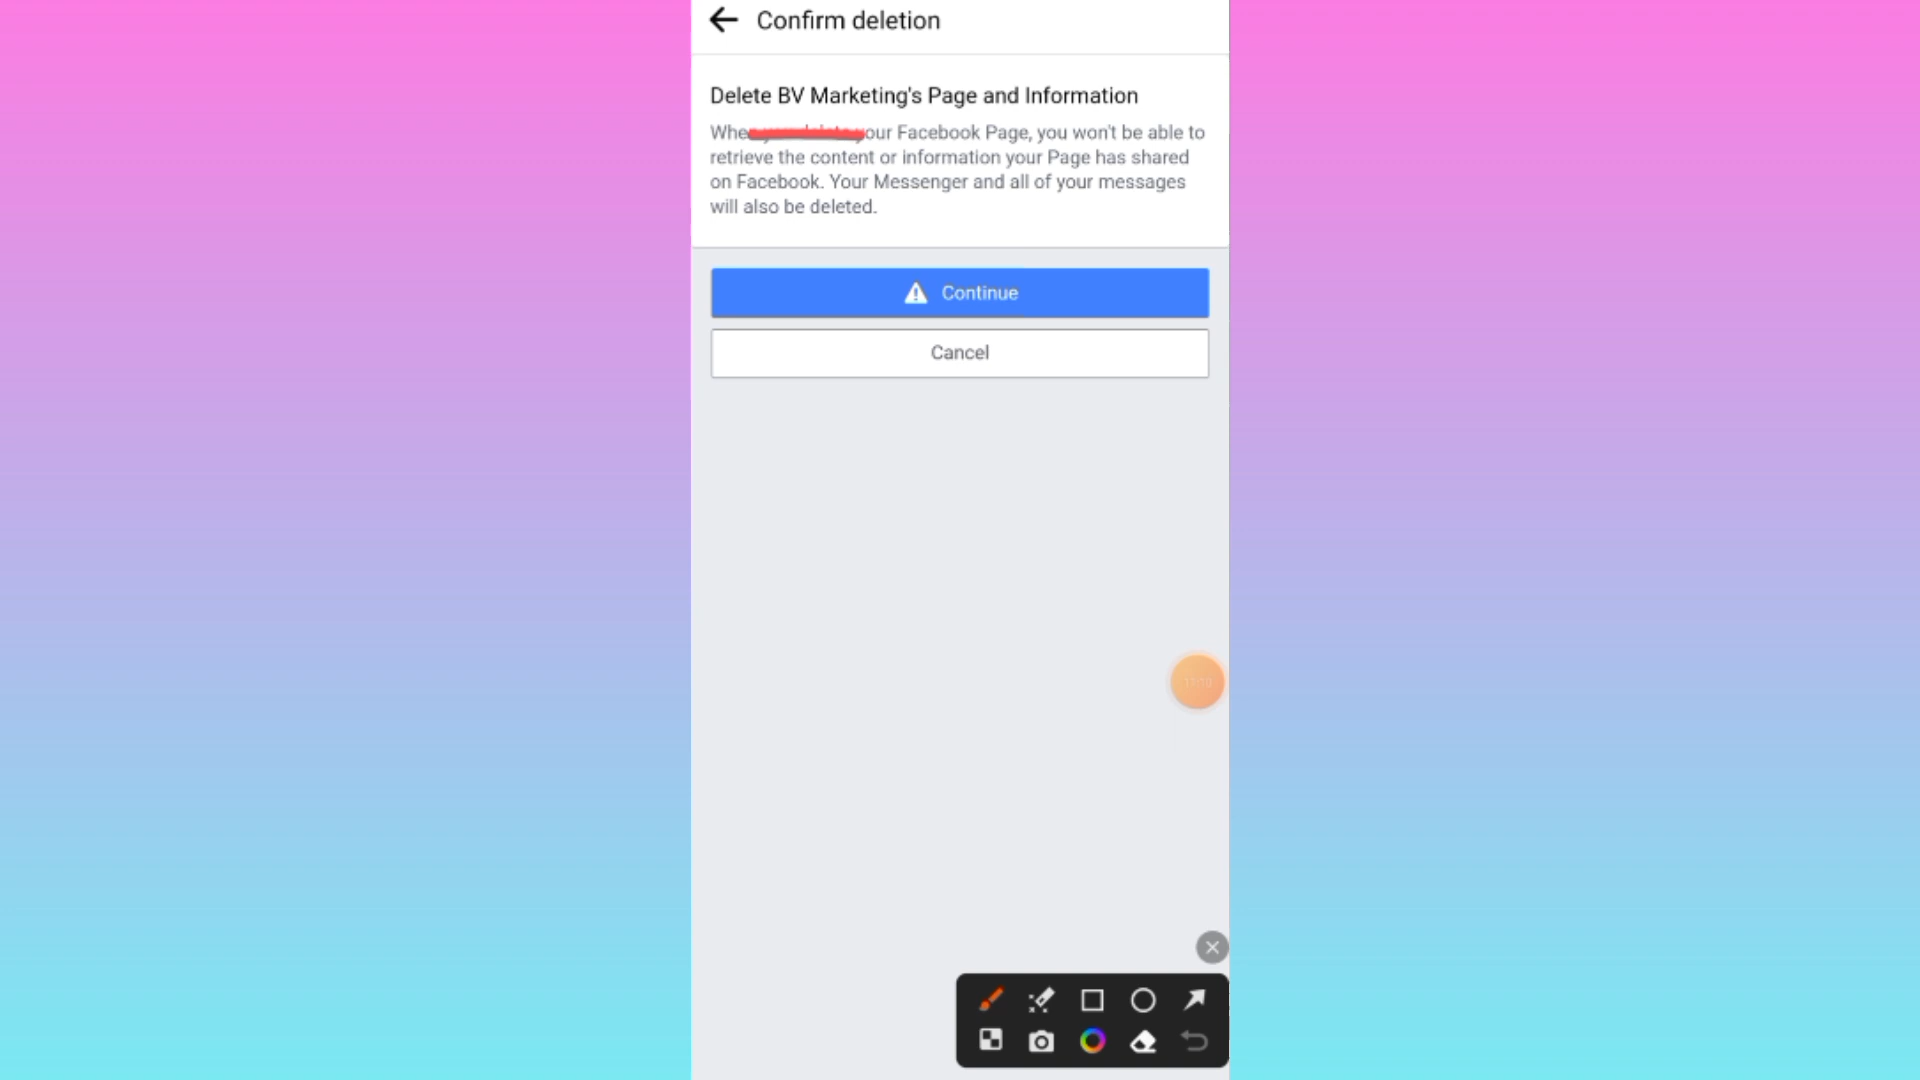 Confirm deletion
Delete BV Marketing's Page and Information
When your Facebook Page, you won't be able to
retrieve the content or information your Page has shared
on Facebook. Your Messenger and all of your messages
will also be deleted.
Continue
Cancel